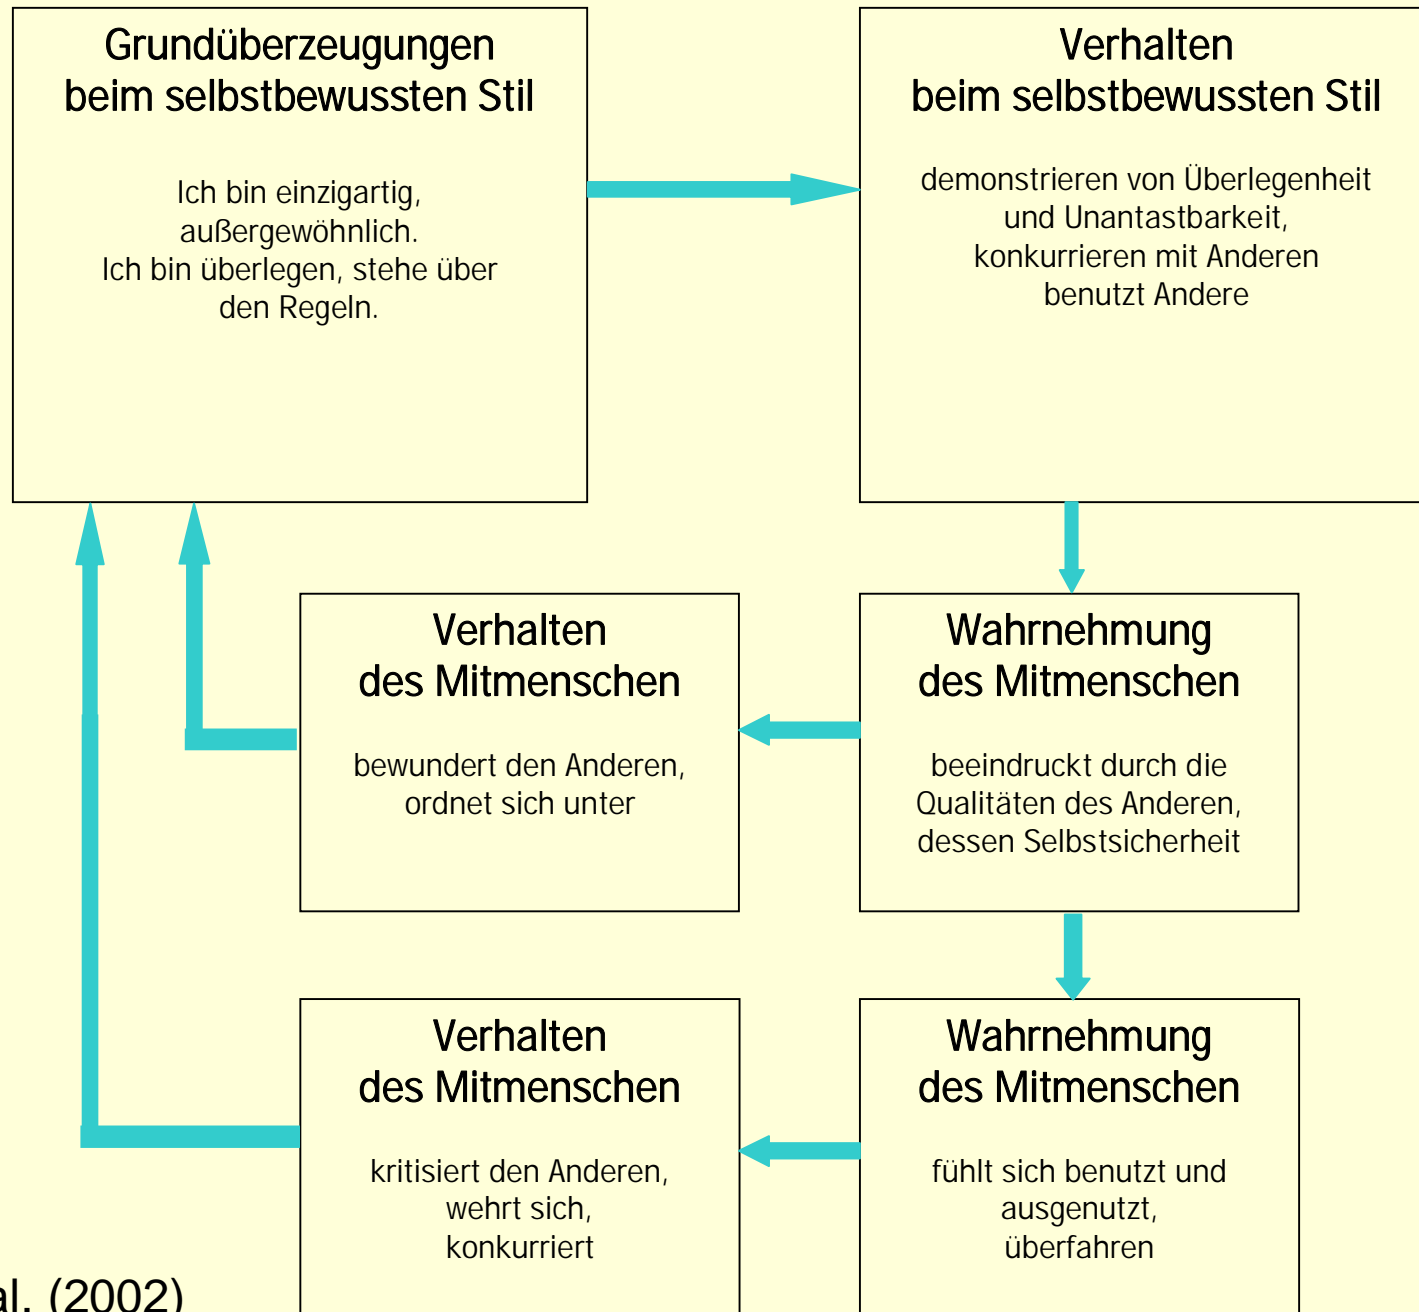 Grundüberzeugungen
beim selbstbewussten Stil
Ich bin einzigartig,
außergewöhnlich.
Ich bin überlegen, stehe über
den Regeln.
Verhalten
beim selbstbewussten Stil
demonstrieren von Überlegenheit
und Unantastbarkeit,
konkurrieren mit Anderen
benutzt Andere
Verhalten
des Mitmenschen
bewundert den Anderen,
ordnet sich unter
Wahrnehmung
des Mitmenschen
beeindruckt durch die
Qualitäten des Anderen,
dessen Selbstsicherheit
Verhalten
des Mitmenschen
kritisiert den Anderen,
wehrt sich,
konkurriert
Wahrnehmung
des Mitmenschen
fühlt sich benutzt und
ausgenutzt,
überfahren
al. (2002)